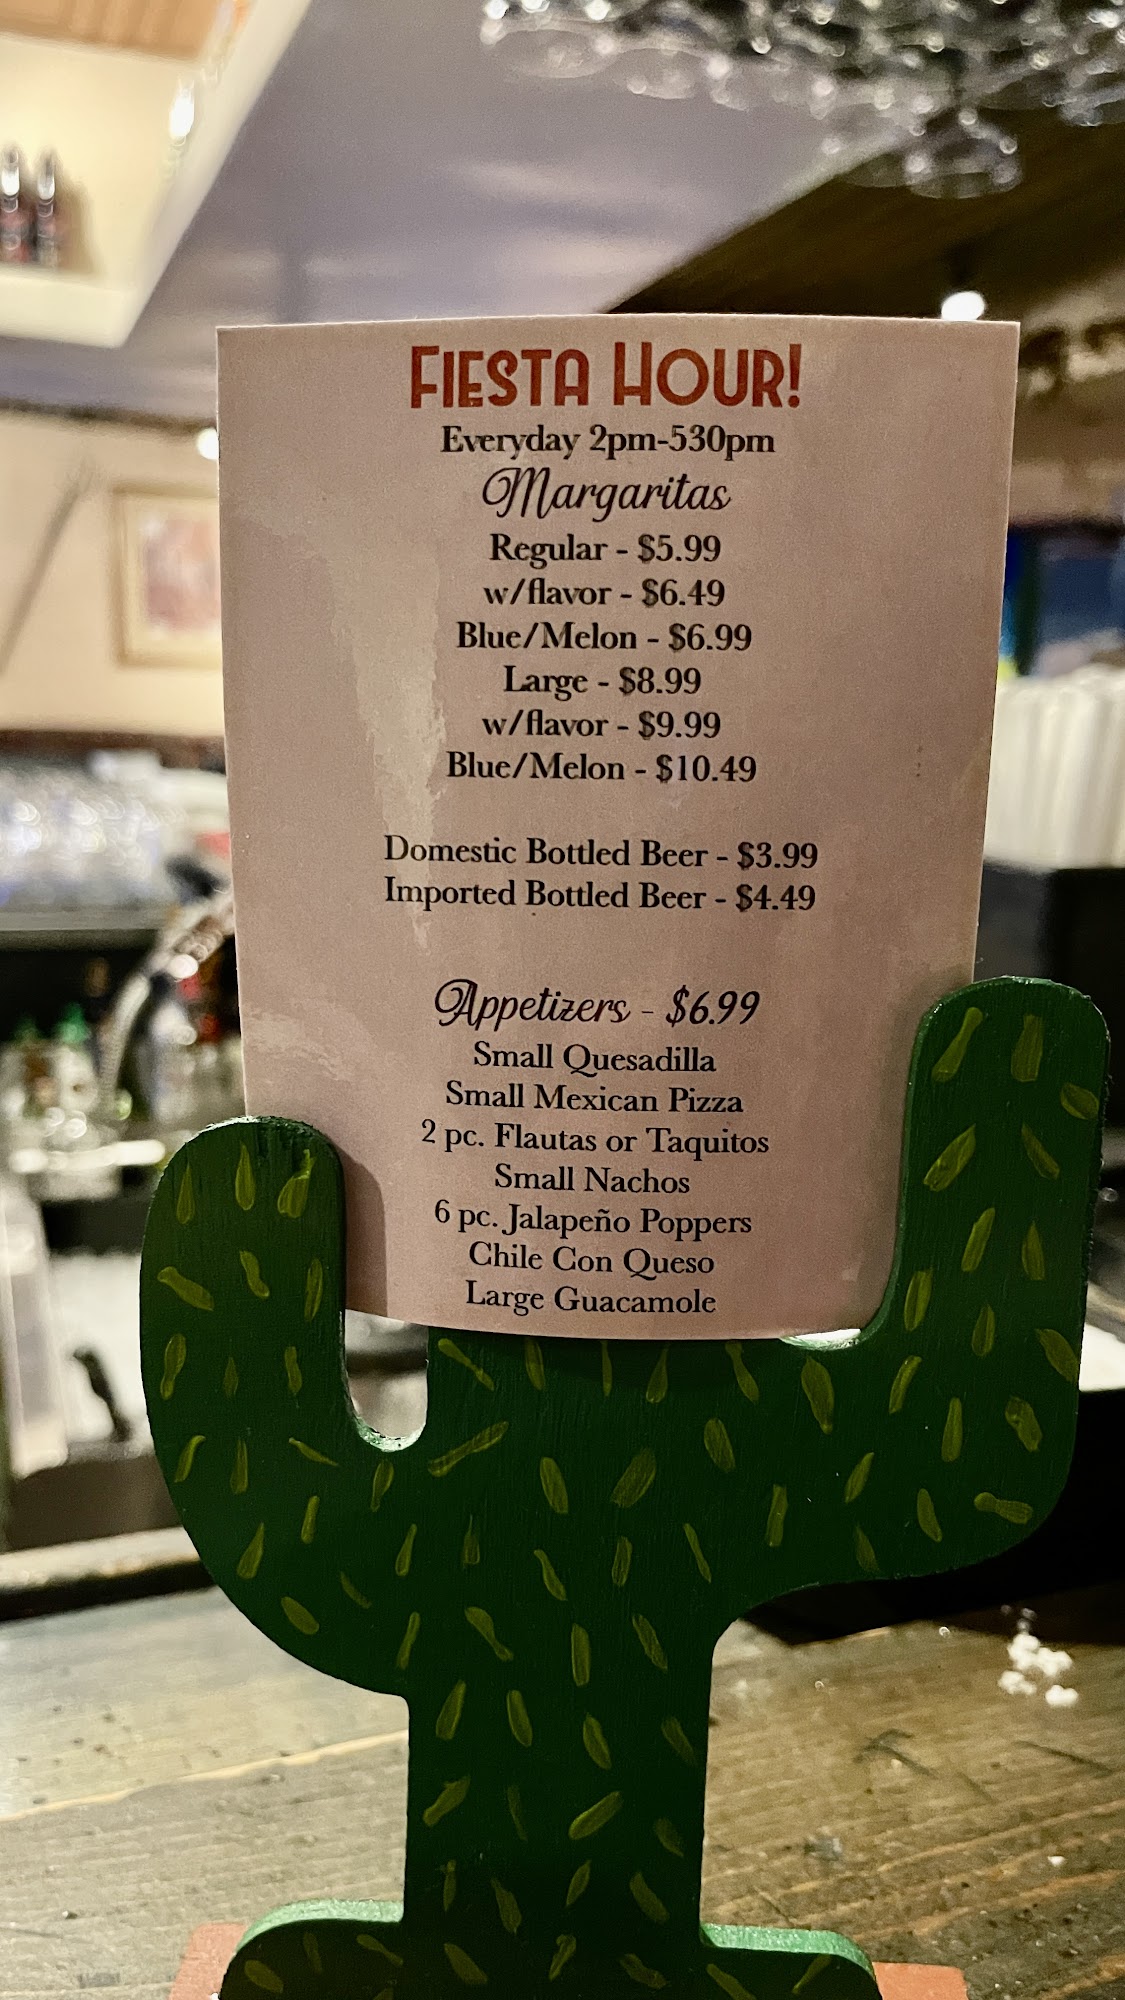 FIESTA HOUR!
Everyday 2pm-530pm
Margaritas
Regular - $5.99
w/flavor - $6.49
Blue/Melon - $6.99
Large - $8.99
w/flavor - $9.99
Blue/Melon - $10.49
Domestic Bottled Beer - $3.99
Imported Bottled Beer - $4.49
Appetizers - $6.99
Small Quesadilla
Small Mexican Pizza
2 pc. Flautas or Taquitos
Small Nachos
6 pc. Jalapeño Poppers
Chile Con Queso
Large Guacamole